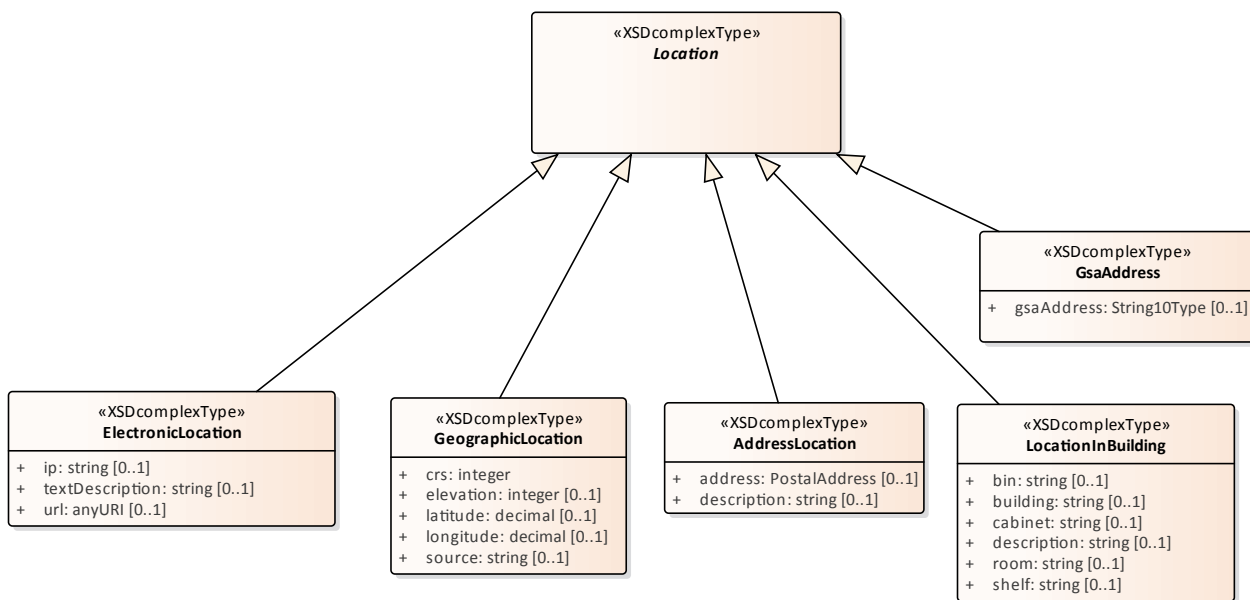 «XSDcomplexType»
Location
«XSDcomplexType»
GsaAddress
+ gsaAddress: String10Type [0..1]
«XSDcomplexType»
ElectronicLocation
+ ip: string [0..1]
+ textDescription: string [0..1]
+ url: anyURI [0..1]
«XSDcomplexType»
GeographicLocation
+ crs: integer
+ elevation: integer [0..1]
+ latitude: decimal [0..1]
+ longitude: decimal [0..1]
+ source: string [0..1]
«XSDcomplexType»
AddressLocation
+ address: PostalAddress [0..1]
+ description: string [0..1]
«XSDcomplexType»
LocationInBuilding
+ bin: string [0..1]
+ building: string [0..1]
+ cabinet: string [0..1]
+ description: string [0..1]
+ room: string [0..1]
+ shelf: string [0..1]